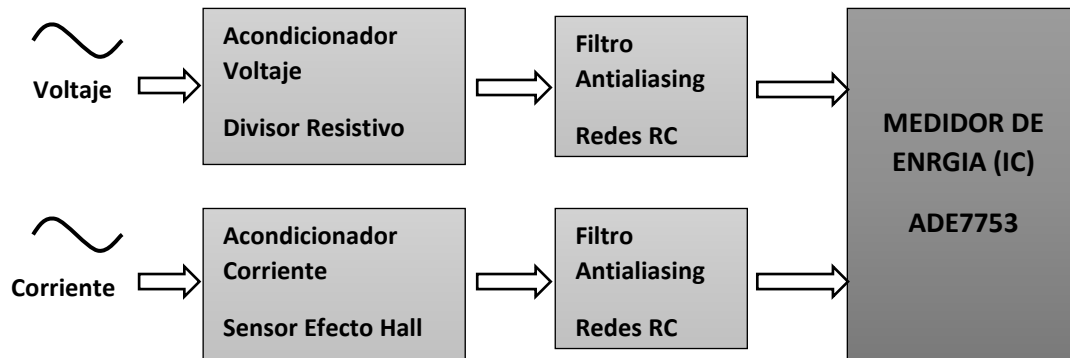 Voltaje
Acondicionador
Voltaje
Divisor Resistivo
Filtro
Antialiasing
Redes RC
MEDIDOR DE
ENRGIA (IC)
ADE7753
Corriente
Acondicionador
Corriente
Sensor Efecto Hall
Filtro
Antialiasing
Redes RC